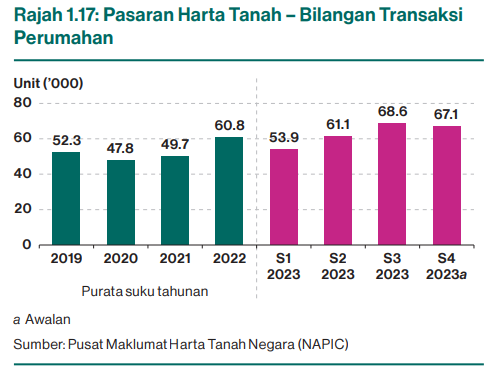 Rajah 1.17: Pasaran Harta Tanah – Bilangan Transaksi
Perumahan
Unit ('000)
80
60
40
20
0
52.3
47.8
49.7
60.8
53.9
61.1
68.6
67.1
2019
2020
2021
2022
S1
2023
S2
2023
S3
2023
S4
2023a
Purata suku tahunan
a Awalan
Sumber: Pusat Maklumat Harta Tanah Negara (NAPIC)